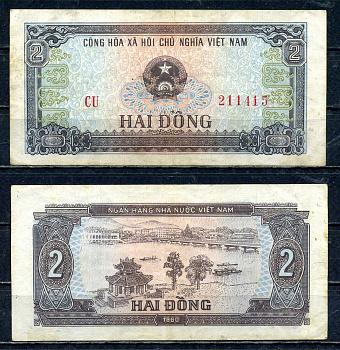 CỘNG HÒA XÃ HỘI CHỦ NGHĨA VIỆT NAM
2 2
CU 211415
HAI ĐỒNG
NGÂN HÀNG NHÀ NƯỚC VIỆT NAM
2 2
HAI ĐỒNG
1980